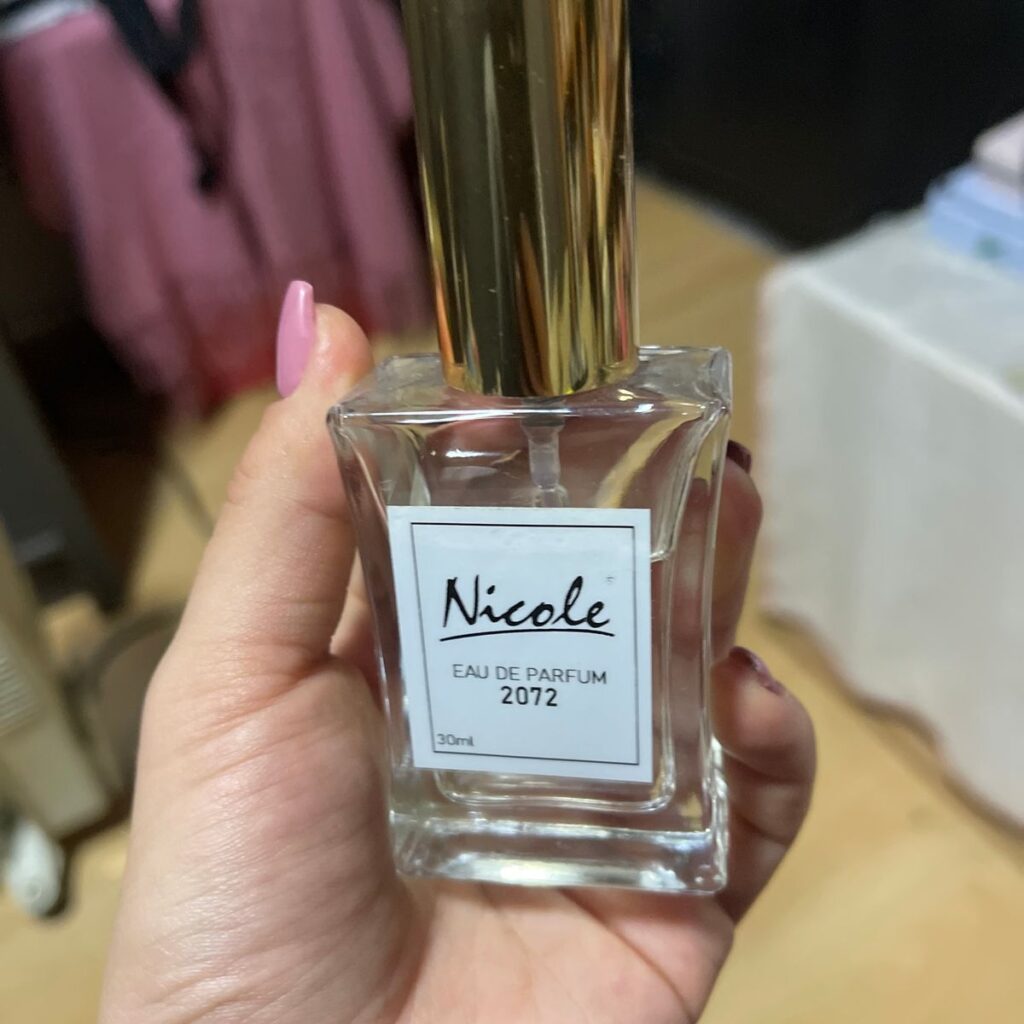 Nicole
EAU DE PARFUM
2072
30ml